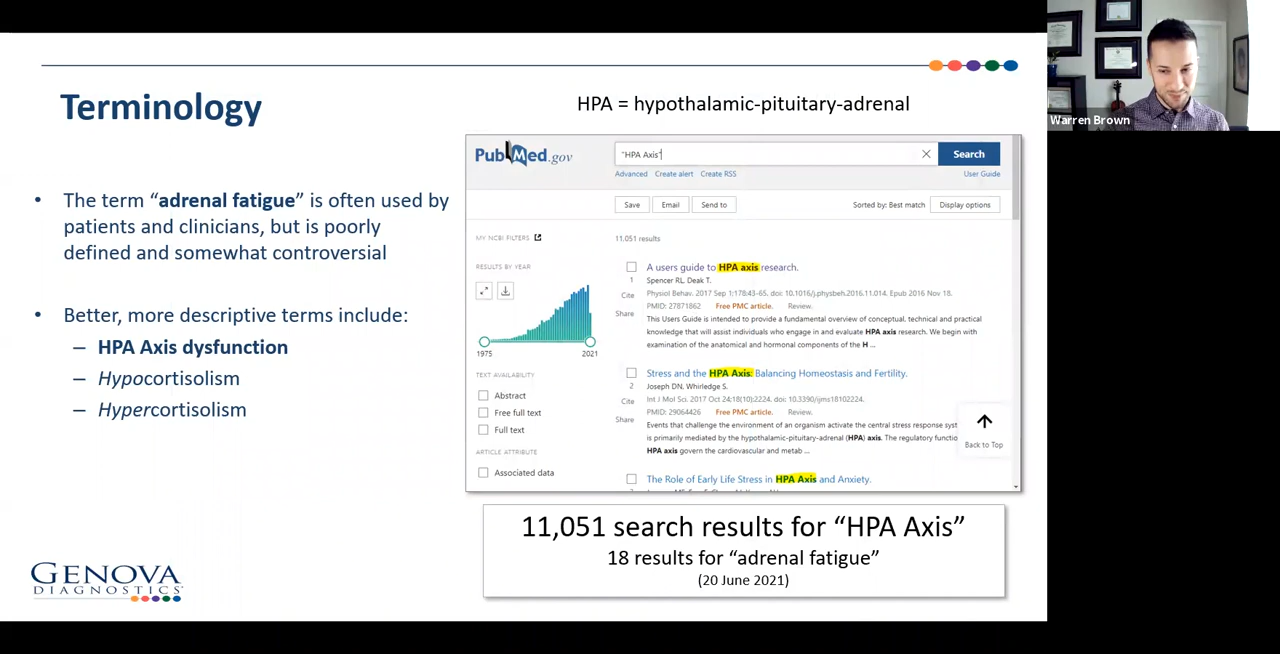 Terminology
• The term “adrenal fatigue” is often used by
patients and clinicians, but is poorly
defined and somewhat controversial
• Better, more descriptive terms include:
– HPA Axis dysfunction
– Hypocortisolism
– Hypercortisolism
GENOVA
DIAGNOSTICS
HPA = hypothalamic-pituitary-adrenal
PubMed.gov
"HPA Axis"
Search
Advanced Create alert Create RSS
User Guide
Save Email Send to
Sorted by: Best match Display options
MY NCBI FILTERS
RESULTS BY YEAR
1975 2021
TEXT AVAILABILITY
Abstract
Free full text
Full text
ARTICLE ATTRIBUTE
Associated data
11,051 results
A users guide to HPA axis research.
1
Cite
Share
Spencer RL, Deak T.
Physiol Behav. 2017 Sep 1;178:43-65. doi: 10.1016/j.physbeh.2016.11.014. Epub 2016 Nov 18.
PMID: 27871862 Free PMC article. Review.
This Users Guide is intended to provide a fundamental overview of conceptual, technical and practical
knowledge that will assist individuals who engage in and evaluate HPA axis research. We begin with
examination of the anatomical and hormonal components of the H ...
Stress and the HPA Axis: Balancing Homeostasis and Fertility.
2
Cite
Share
Joseph DN, Whirledge S.
Int J Mol Sci. 2017 Oct 24;18(10):2224. doi: 10.3390/ijms18102224.
PMID: 29064426 Free PMC article. Review.
Events that challenge the environment of an organism activate the central stress response
is primarily mediated by the hypothalamic-pituitary-adrenal (HPA) axis. The regulatory
HPA axis govern the cardiovascular and metab ...
The Role of Early Life Stress in HPA Axis and Anxiety.
Back to Top
11,051 search results for “HPA Axis”
18 results for “adrenal fatigue”
(20 June 2021)
Warren Brown